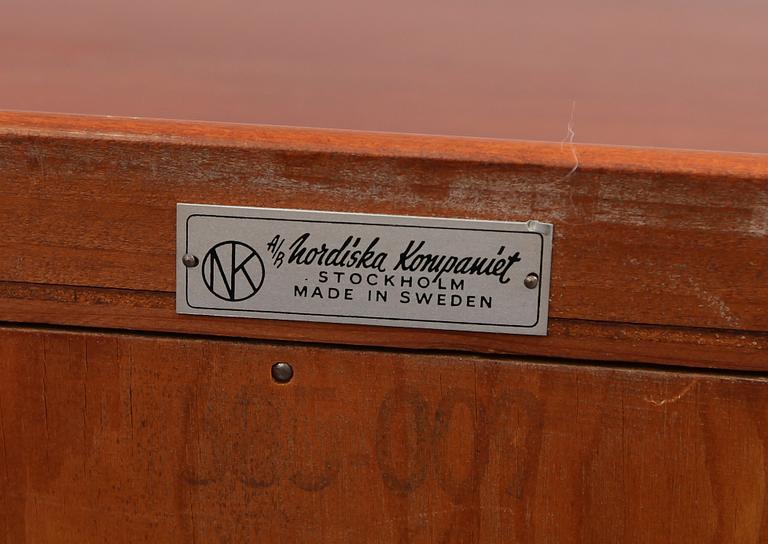 NK
A/B Nordiska Kompaniet
STOCKHOLM
MADE IN SWEDEN